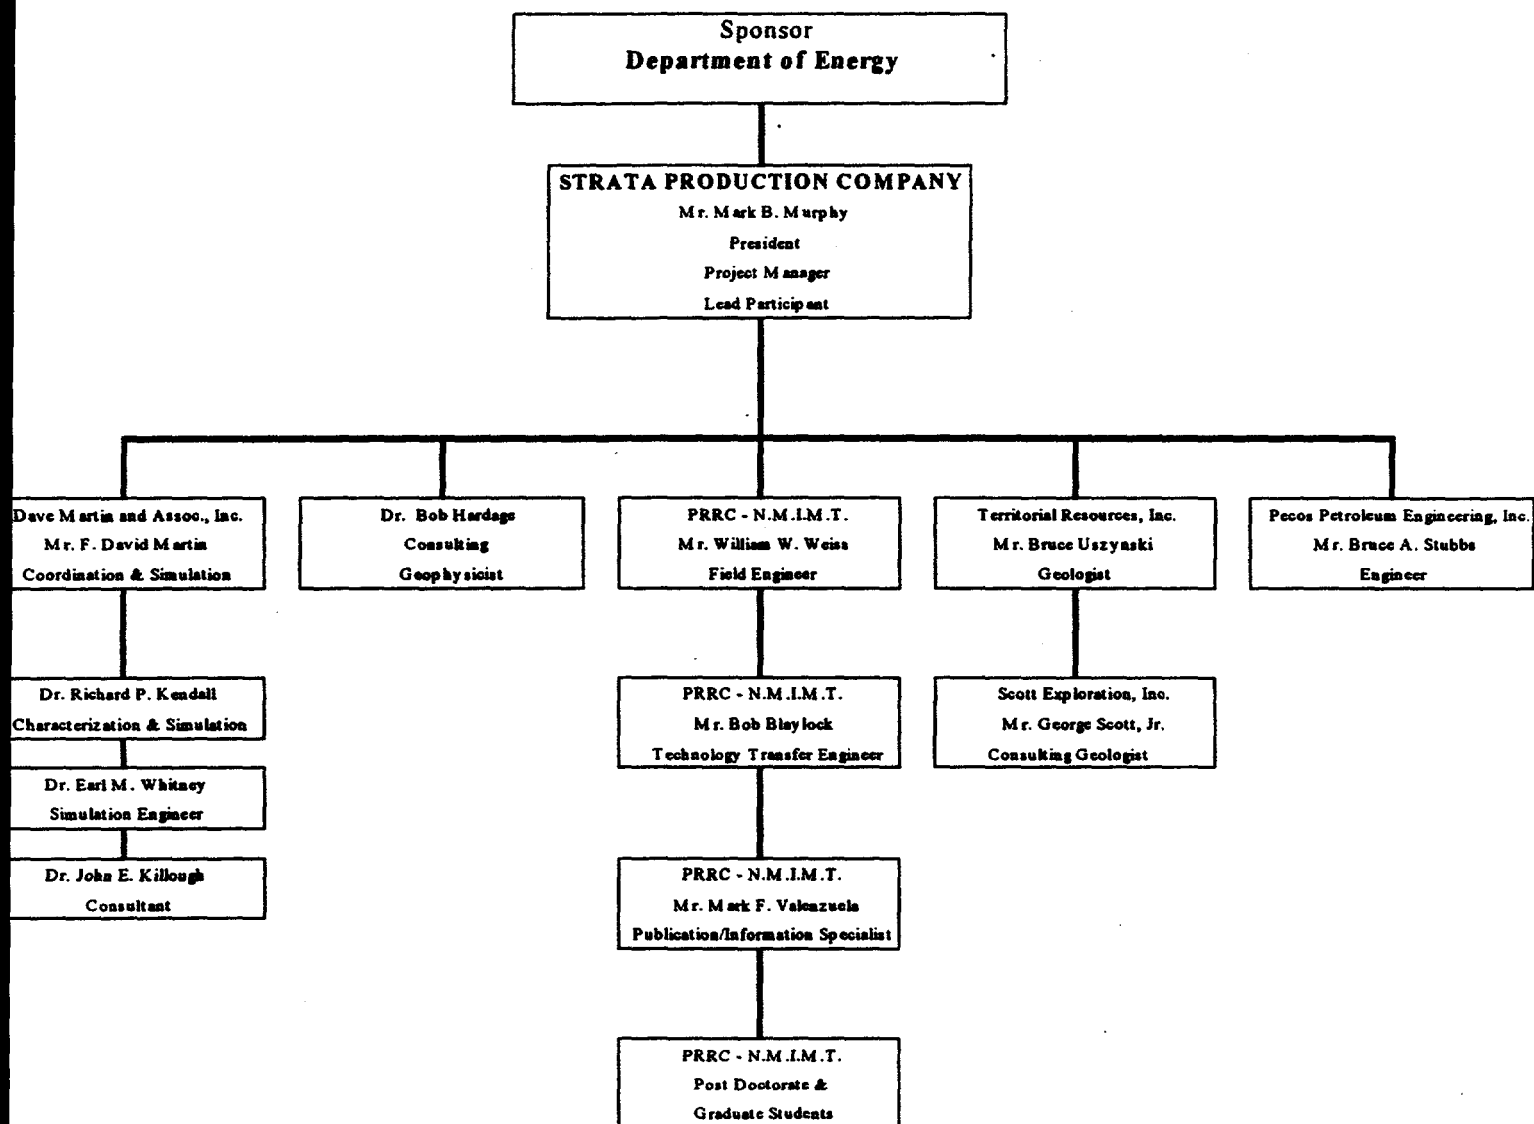 Sponsor
Department of Energy
STRATA PRODUCTION COMPANY
Mr. Mark B. Murphy
President
Project Manager
Lead Participant
Dave Martin and Assoc., Inc.
Mr. F. David Martin
Coordination & Simulation
Dr. Bob Hardage
Consulting
Geophysicist
PRRC - N.M.I.M.T.
Mr. William W. Weiss
Field Engineer
Territorial Resources, Inc.
Mr. Bruce Uszynski
Geologist
Pecos Petroleum Engineering, Inc.
Mr. Bruce A. Stubbs
Engineer
Dr. Richard P. Kendall
Characterization & Simulation
PRRC - N.M.I.M.T.
Mr. Bob Blaylock
Technology Transfer Engineer
Scott Exploration, Inc.
Mr. George Scott, Jr.
Consulting Geologist
Dr. Earl M. Whitney
Simulation Engineer
Dr. John E. Killough
Consultant
PRRC - N.M.I.M.T.
Mr. Mark F. Valenzuela
Publication/Information Specialist
PRRC - N.M.I.M.T.
Post Doctorate &
Graduate Students